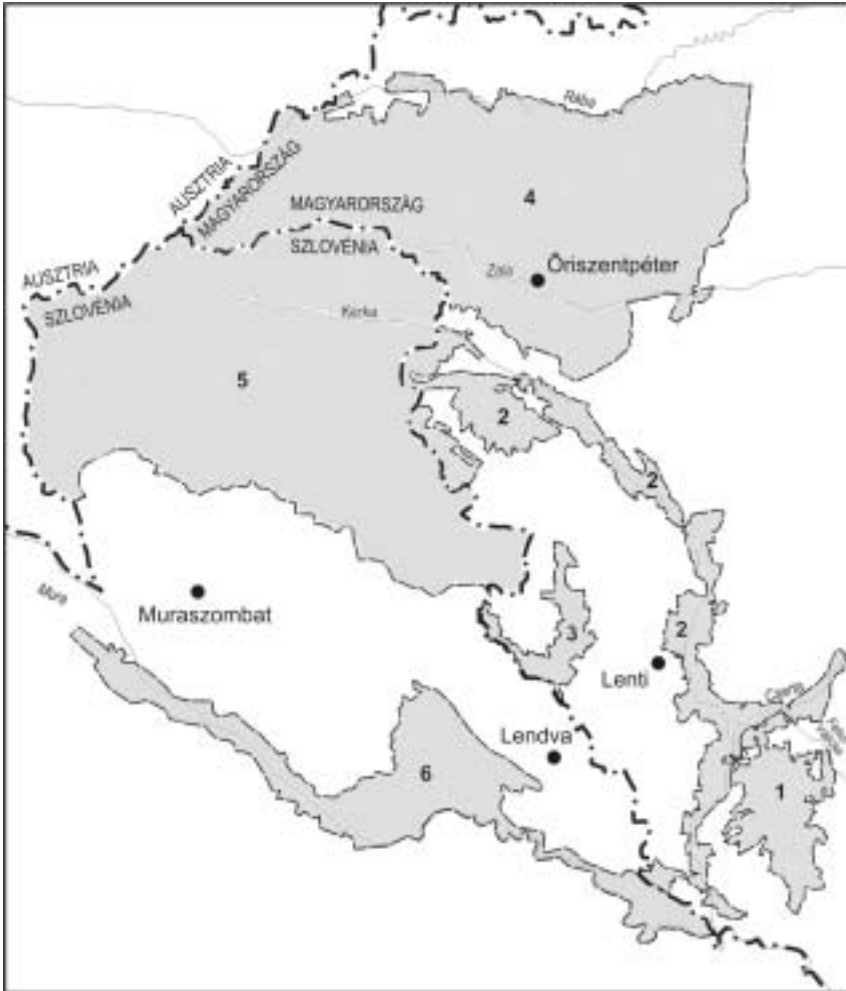 Rába
AUSZTRIA
MAGYARORSZÁG
4
MAGYARORSZÁG
SZLOVÉNIA
Zala
Őriszentpéter
AUSZTRIA
SZLOVÉNIA
Kerka
5
2
2
Mura
Muraszombat
3
2
Lenti
Cserta
Lendva
6
1